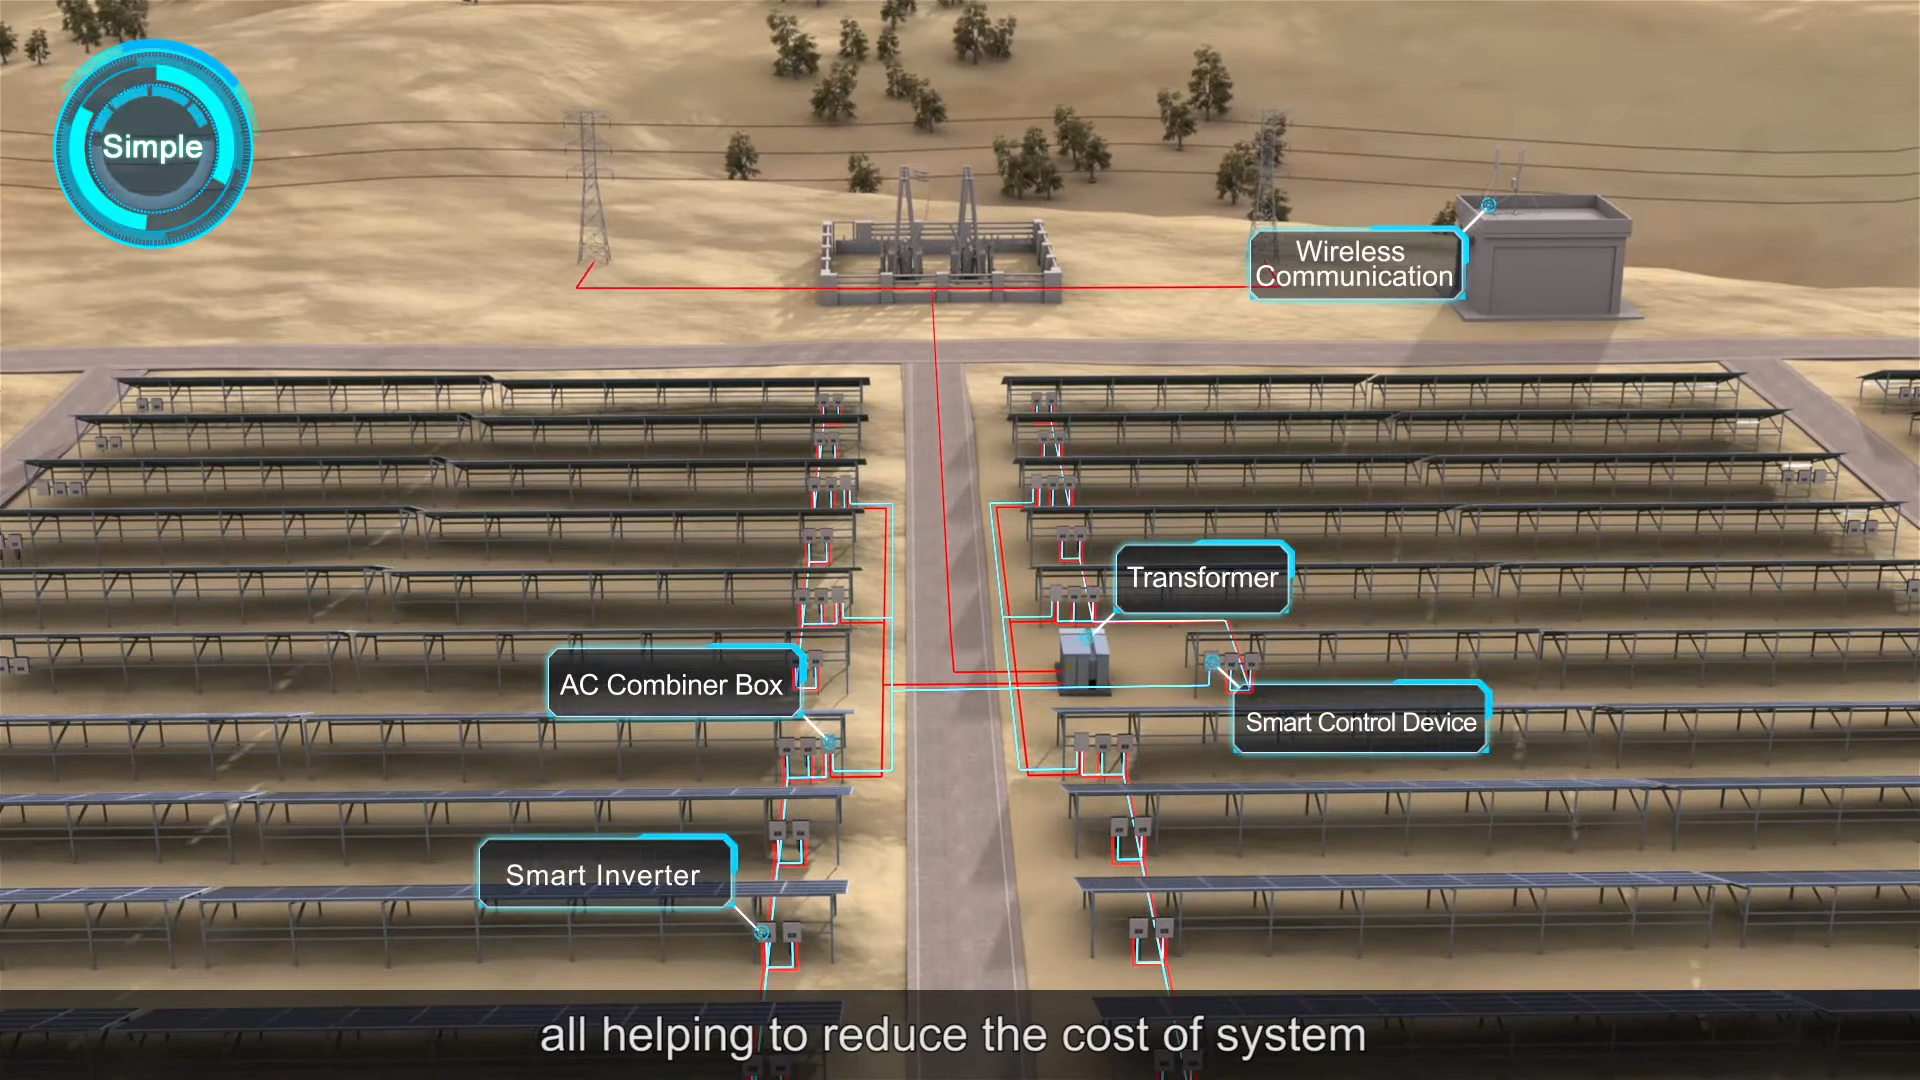 Simple
Wireless
Communication
Transformer
AC Combiner Box
Smart Control Device
Smart Inverter
all helping to reduce the cost of system